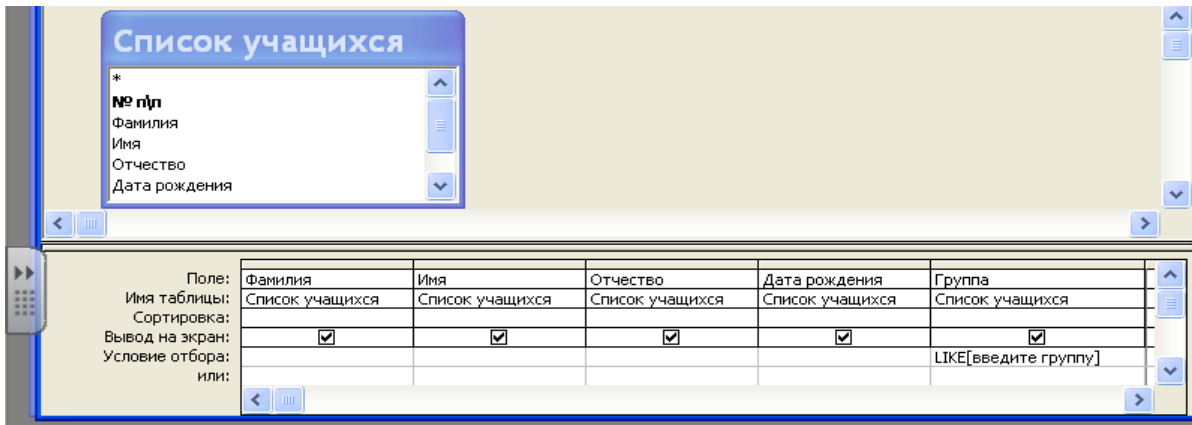 Список учащихся
*
№ п\п
Фамилия
Имя
Отчество
Дата рождения
Поле: Фамилия Имя Отчество Дата рождения Группа
Имя таблицы: Список учащихся Список учащихся Список учащихся Список учащихся Список учащихся
Сортировка:
Вывод на экран:
Условие отбора: LIKE[введите группу]
или: